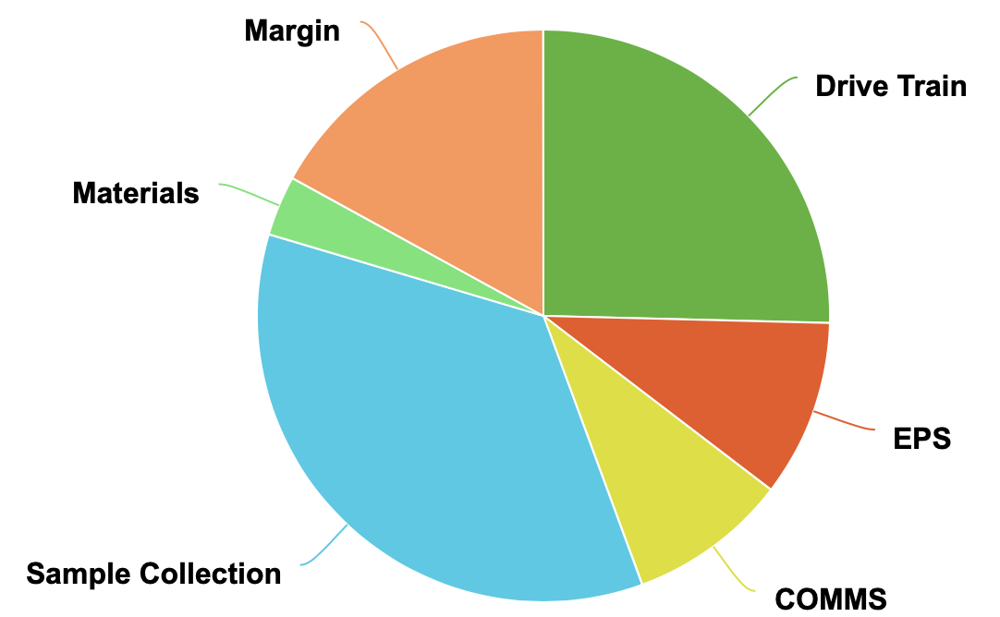 Margin
Drive Train
Materials
EPS
Sample Collection
COMMS